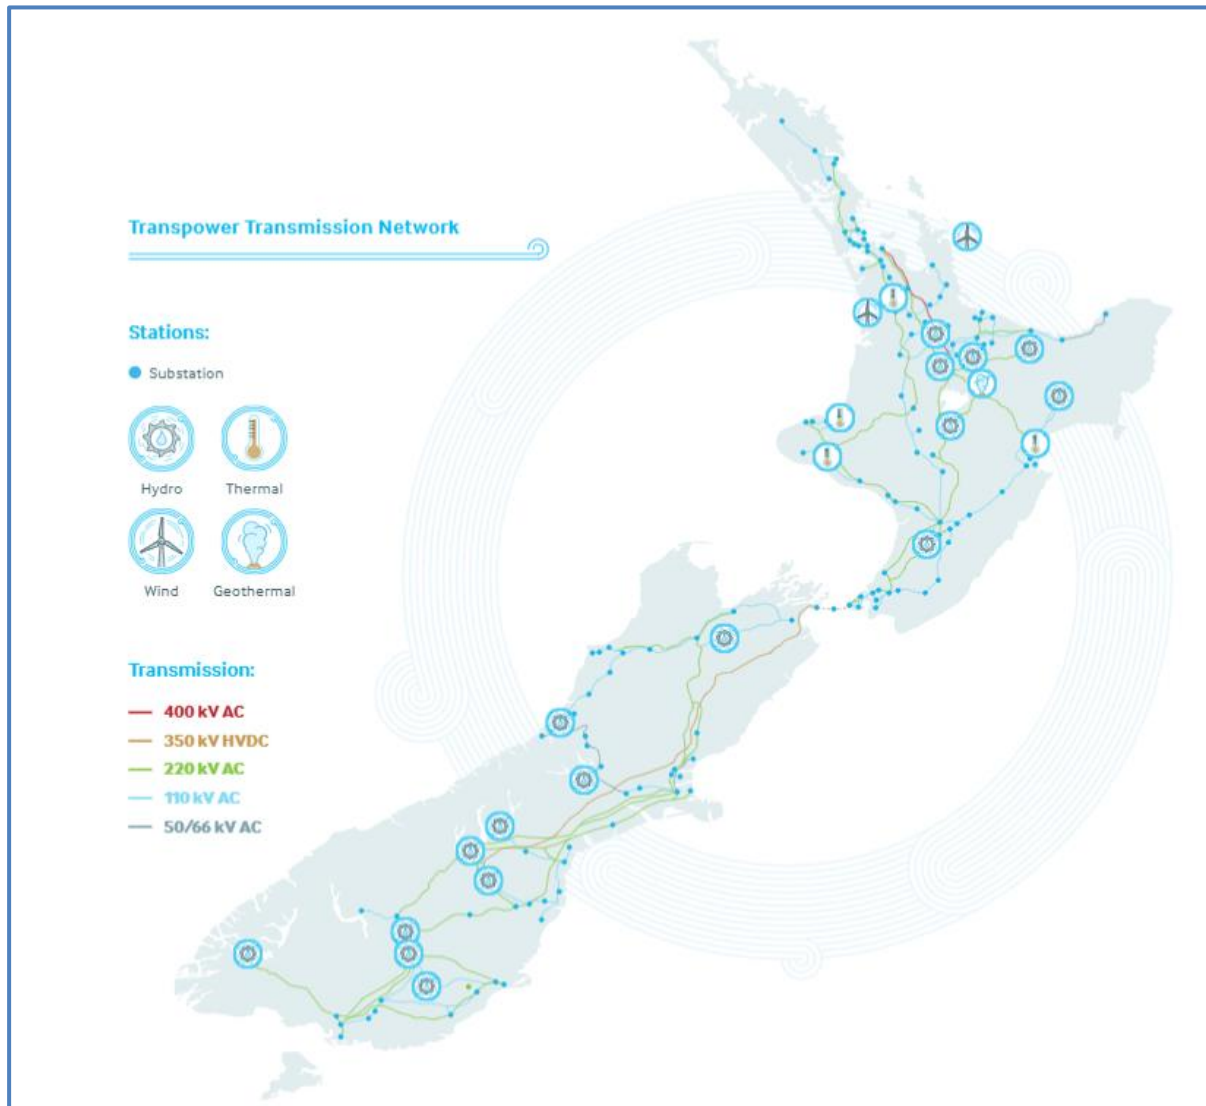 Transpower Transmission Network
Stations:
Substation
Hydro Thermal
Wind Geothermal
Transmission:
400 kV AC
350 kV HVDC
220 kV AC
110 kV AC
50/66 kV AC